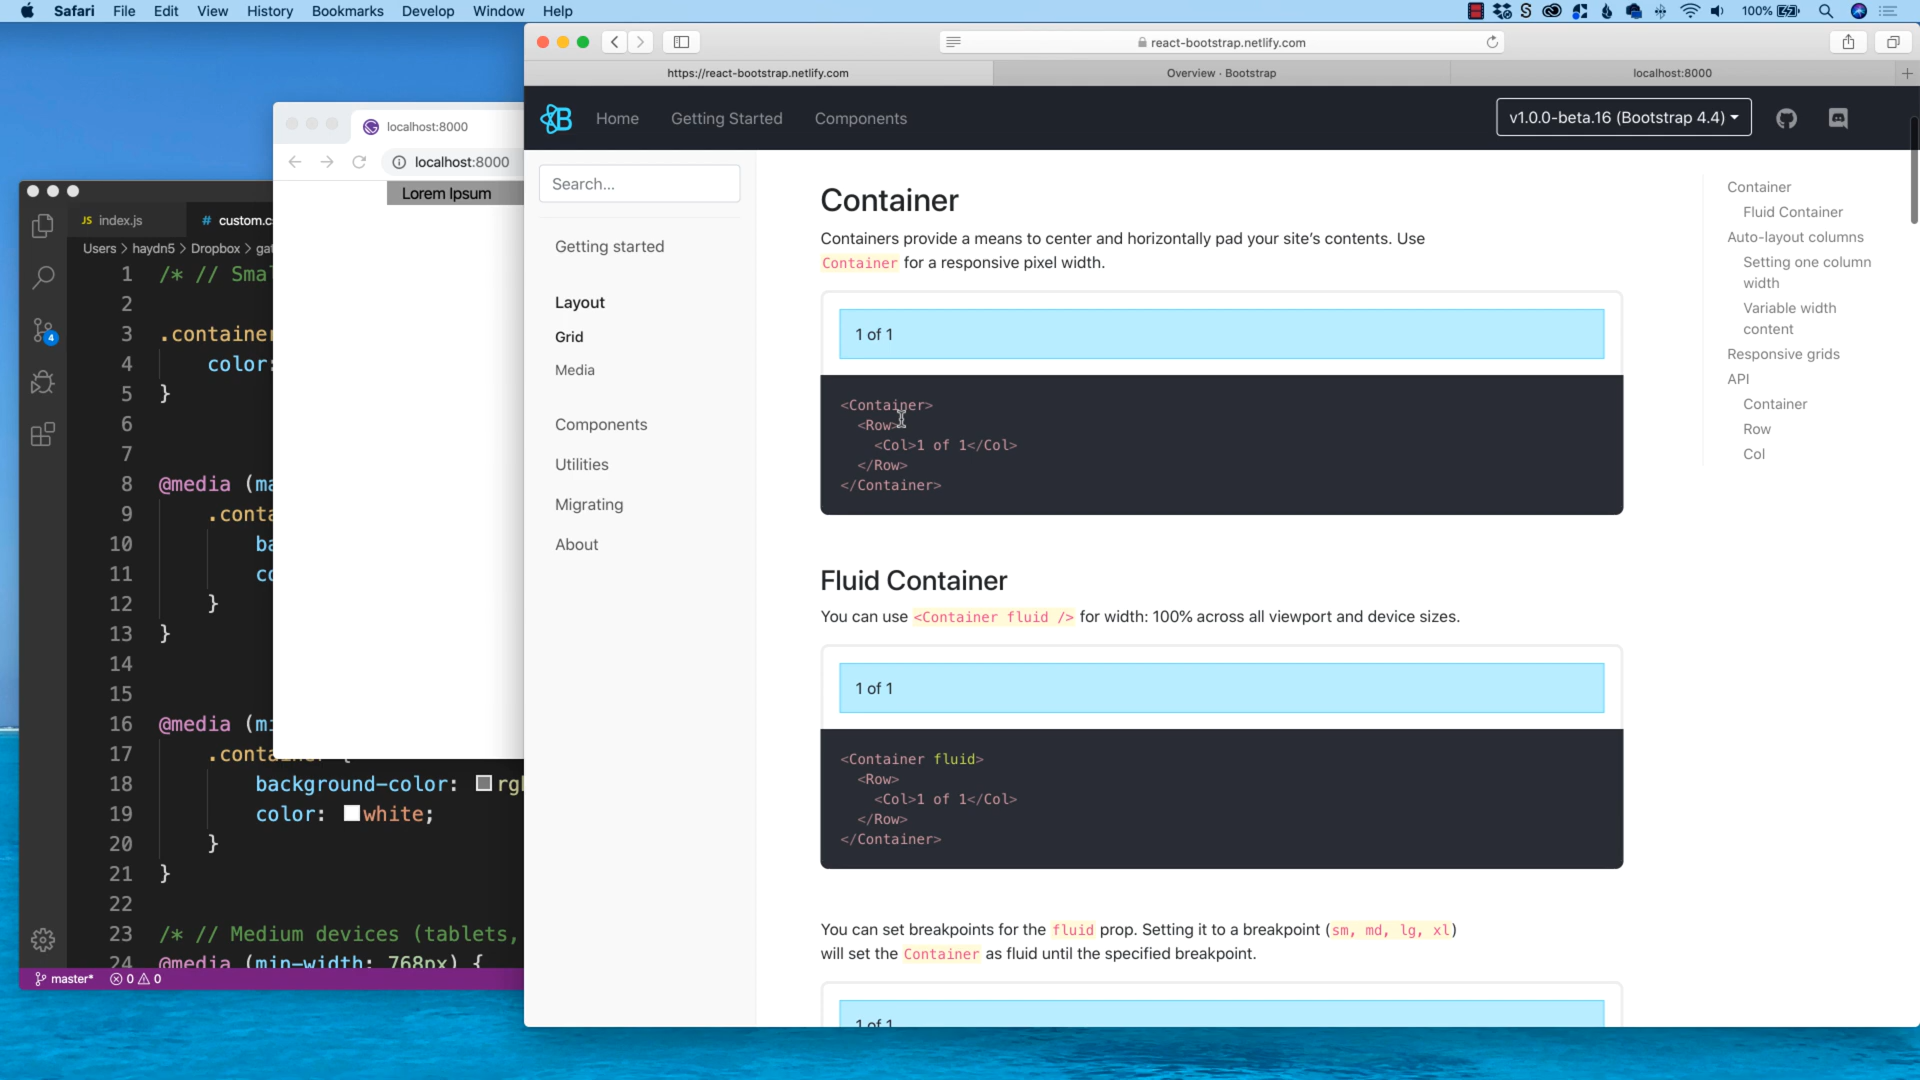 Safari File Edit View History Bookmarks Develop Window Help
100%
react-bootstrap.netlify.com
https://react-bootstrap.netlify.com
Overview · Bootstrap
localhost:8000
Home
Getting Started
Components
v1.0.0-beta.16 (Bootstrap 4.4)
Search...
Getting started
Layout
Grid
Media
Components
Utilities
Migrating
About
Container
Containers provide a means to center and horizontally pad your site's contents. Use
Container for a responsive pixel width.
1 of 1
<Container>
<Row>
<Col>1 of 1</Col>
</Row>
</Container>
Fluid Container
You can use <Container fluid /> for width: 100% across all viewport and device sizes.
1 of 1
<Container fluid>
<Row>
<Col>1 of 1</Col>
</Row>
</Container>
You can set breakpoints for the fluid prop. Setting it to a breakpoint (sm, md, lg, xl)
will set the Container as fluid until the specified breakpoint.
1 of 1
Container
Fluid Container
Auto-layout columns
Setting one column
width
Variable width
content
Responsive grids
API
Container
Row
Col
localhost:8000
localhost:8000
Lorem Ipsum
JS index.js
# custom.c
Users > haydn5 > Dropbox > gat
1 /* // Smal
2
3 .container
4 color:
5 }
6
7
8 @media (ma
9 .conta
10 ba
11 co
12 }
13 }
14
15
16 @media (mi
17 .container {
18 background-color: rg
19 color: white;
20 }
21 }
22
23 /* // Medium devices (tablets,
24 @media (min-width: 768px) {
4
master* 0 0